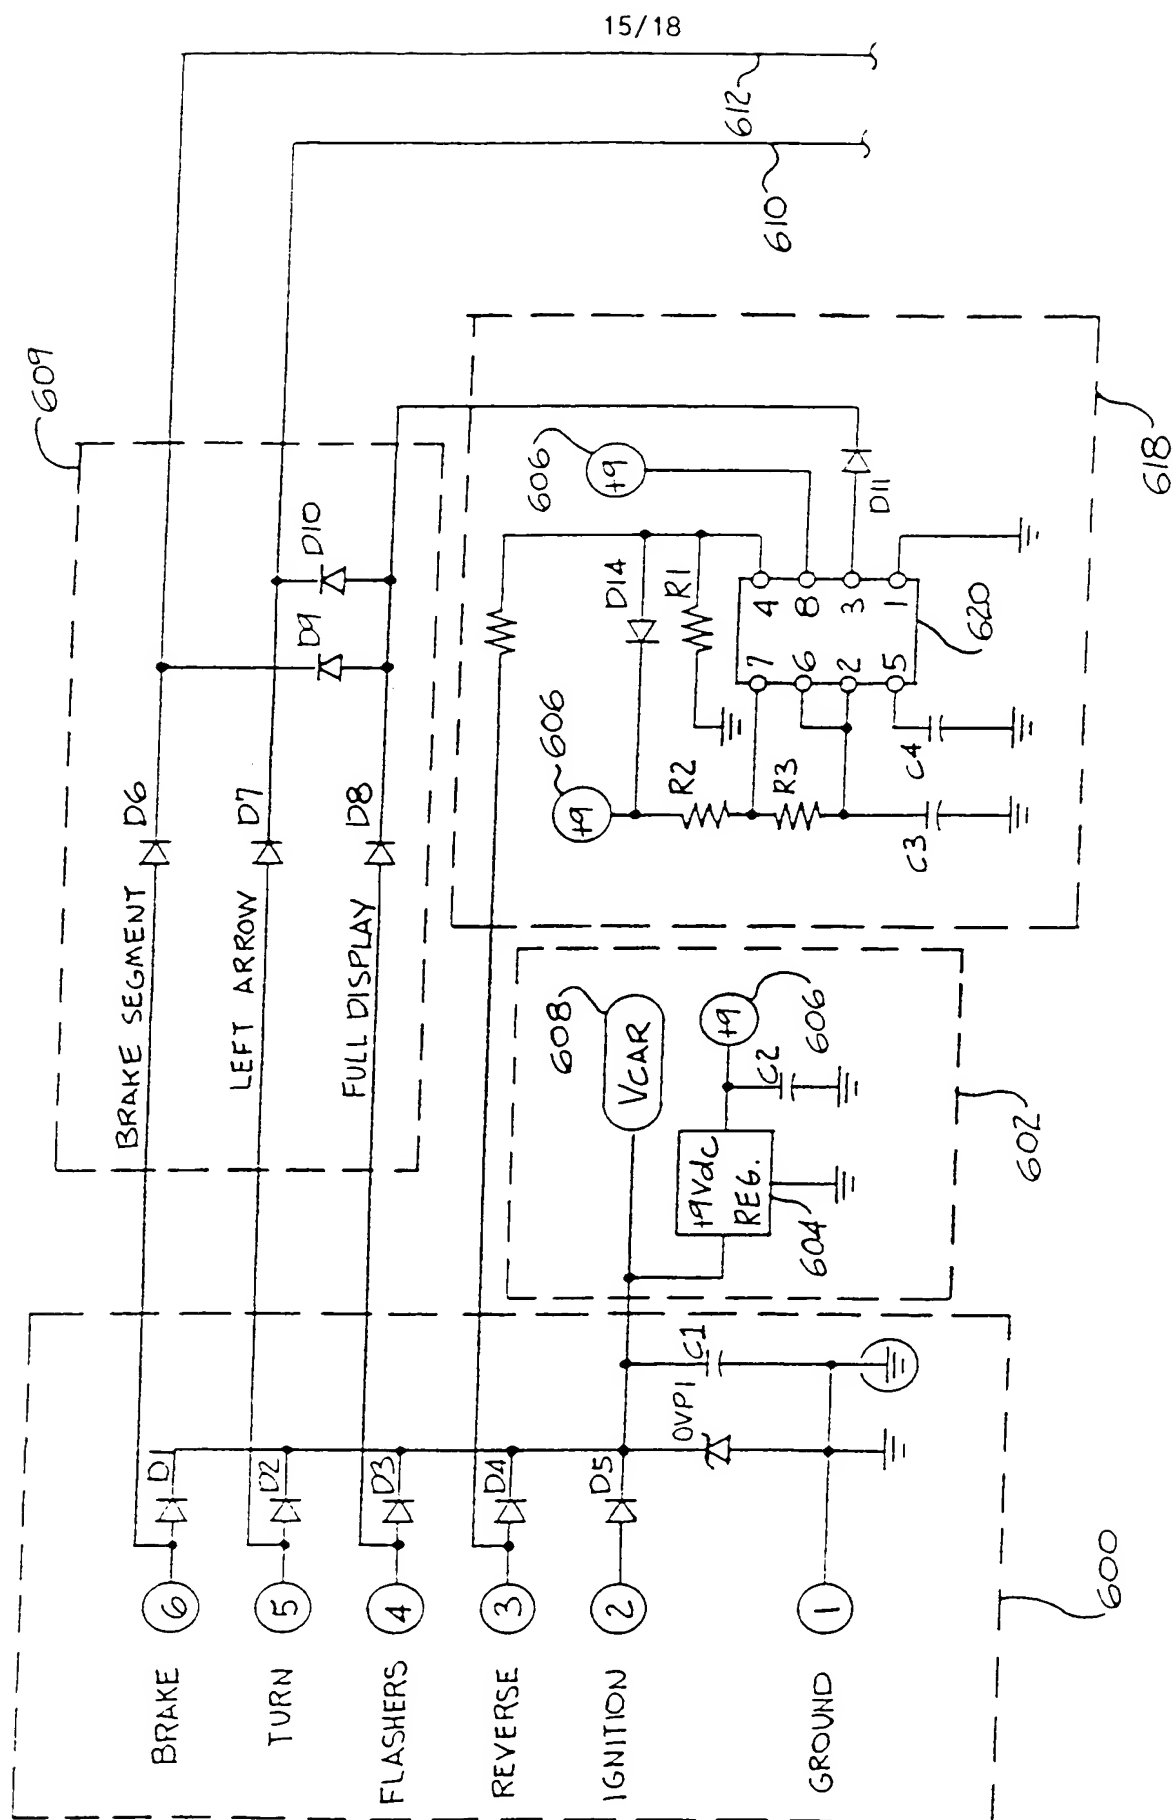 15/18
612
610
609
BRAKE SEGMENT
D6
LEFT ARROW
D7
FULL DISPLAY
D8
D9
D10
606
+9
D14
R1
D11
4
8
3
1
7
6
2
5
620
606
+9
R2
R3
C3
C4
618
608
VCAR
+9Vdc
REG.
604
+9
606
C2
602
BRAKE
6
D1
TURN
5
D2
FLASHERS
4
D3
REVERSE
3
D4
IGNITION
2
D5
OVP1
C1
GROUND
1
600